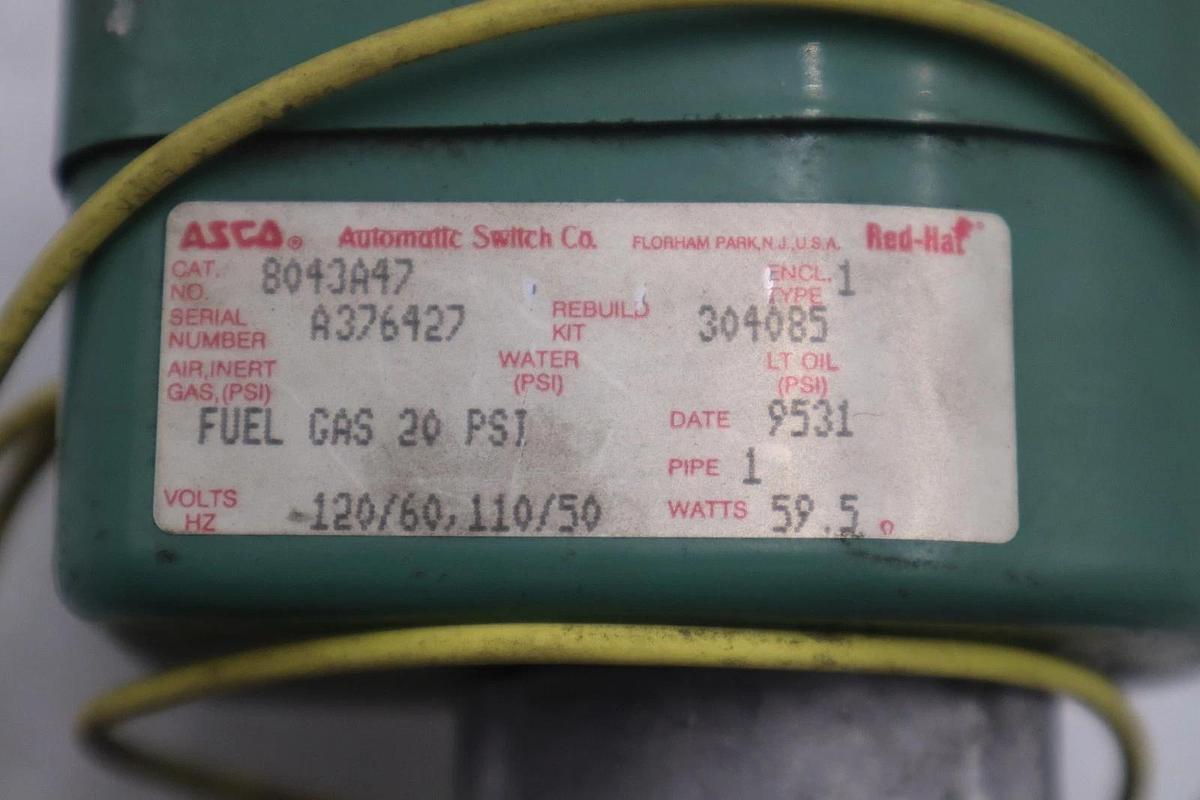 ASCO® Automatic Switch Co. FLORHAM PARK, N.J., U.S.A. Red-Hat®
CAT. NO. 8043A47 ENCL. TYPE 1
SERIAL NUMBER A376427 REBUILD KIT 304085
AIR, INERT GAS, (PSI) WATER (PSI) LT OIL (PSI)
FUEL GAS 20 PSI DATE 9531
PIPE 1
VOLTS HZ 120/60,110/50 WATTS 59.5